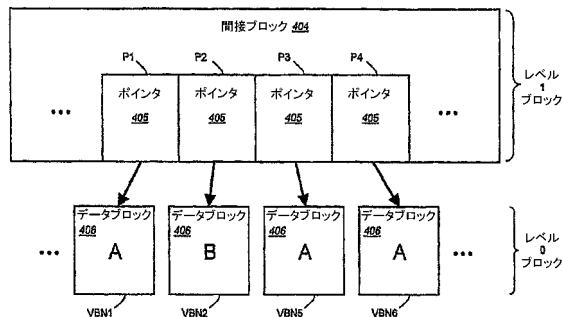 間接ブロック 404
P1 P2 P3 P4
ポインタ ポインタ ポインタ ポインタ
405 405 405 405
... ...
レベル
1
ブロック
データブロック データブロック データブロック データブロック
406 406 406 406
... A B A A ...
レベル
0
ブロック
VBN1 VBN2 VBN5 VBN6